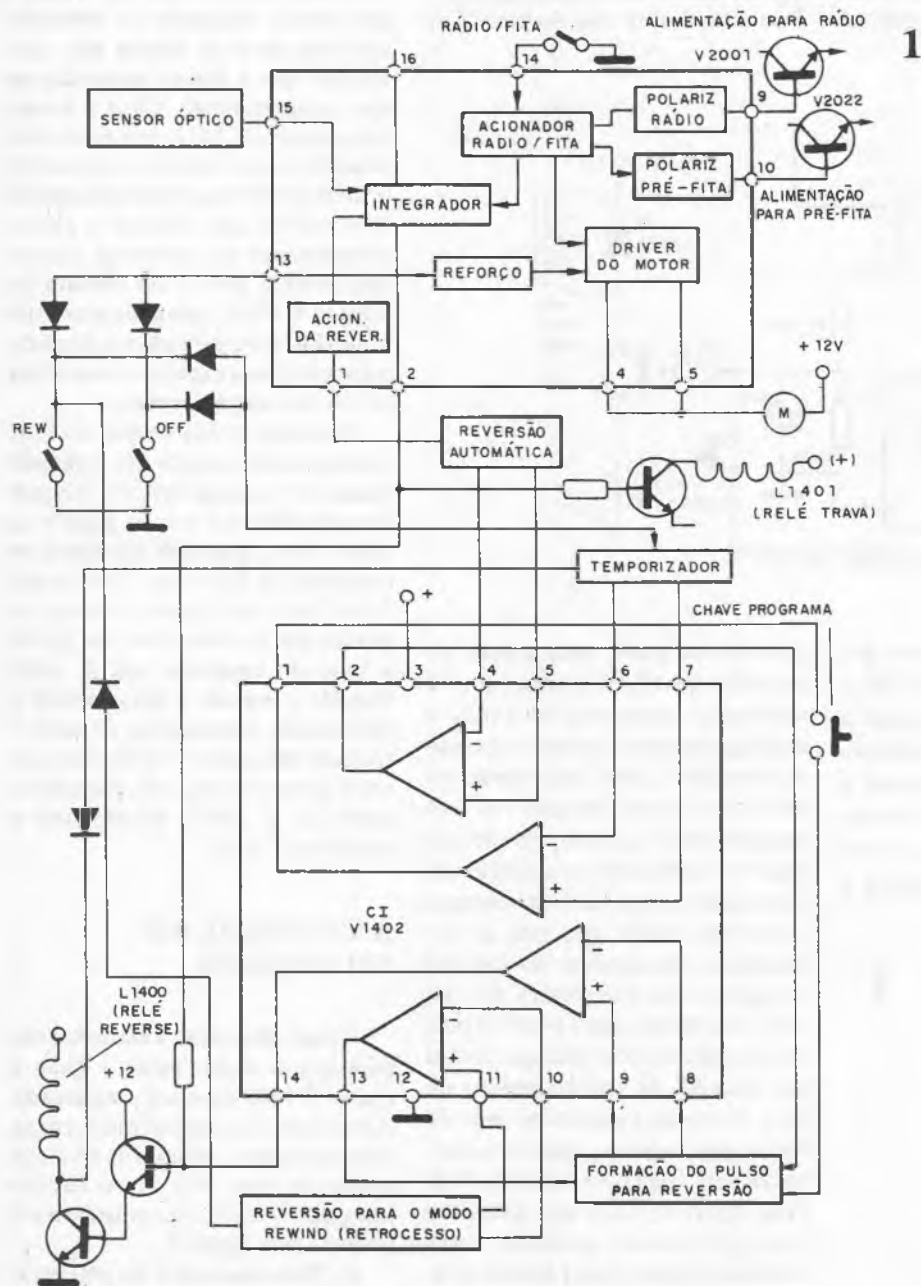 1
RÁDIO/FITA
ALIMENTAÇÃO PARA RÁDIO
V2001
V2022
16
14
15
SENSOR ÓPTICO
POLARIZ
RÁDIO
9
ACIONADOR
RADIO/FITA
POLARIZ
PRÉ-FITA
10
ALIMENTAÇÃO
PARA PRÉ-FITA
INTEGRADOR
13
REFORÇO
DRIVER
DO MOTOR
ACION.
DA REVER.
1
2
4
5
+12V
M
REW
OFF
REVERSÃO
AUTOMÁTICA
(+)
L1401
(RELÉ TRAVA)
TEMPORIZADOR
+
CHAVE PROGRAMA
1
2
3
4
5
6
7
-
+
-
+
CI
V1402
-
+
-
+
L1400
(RELÉ
REVERSE)
+12
14
13
12
11
10
9
8
FORMAÇÃO DO PULSO
PARA REVERSÃO
REVERSÃO PARA O MODO
REWIND (RETROCESSO)